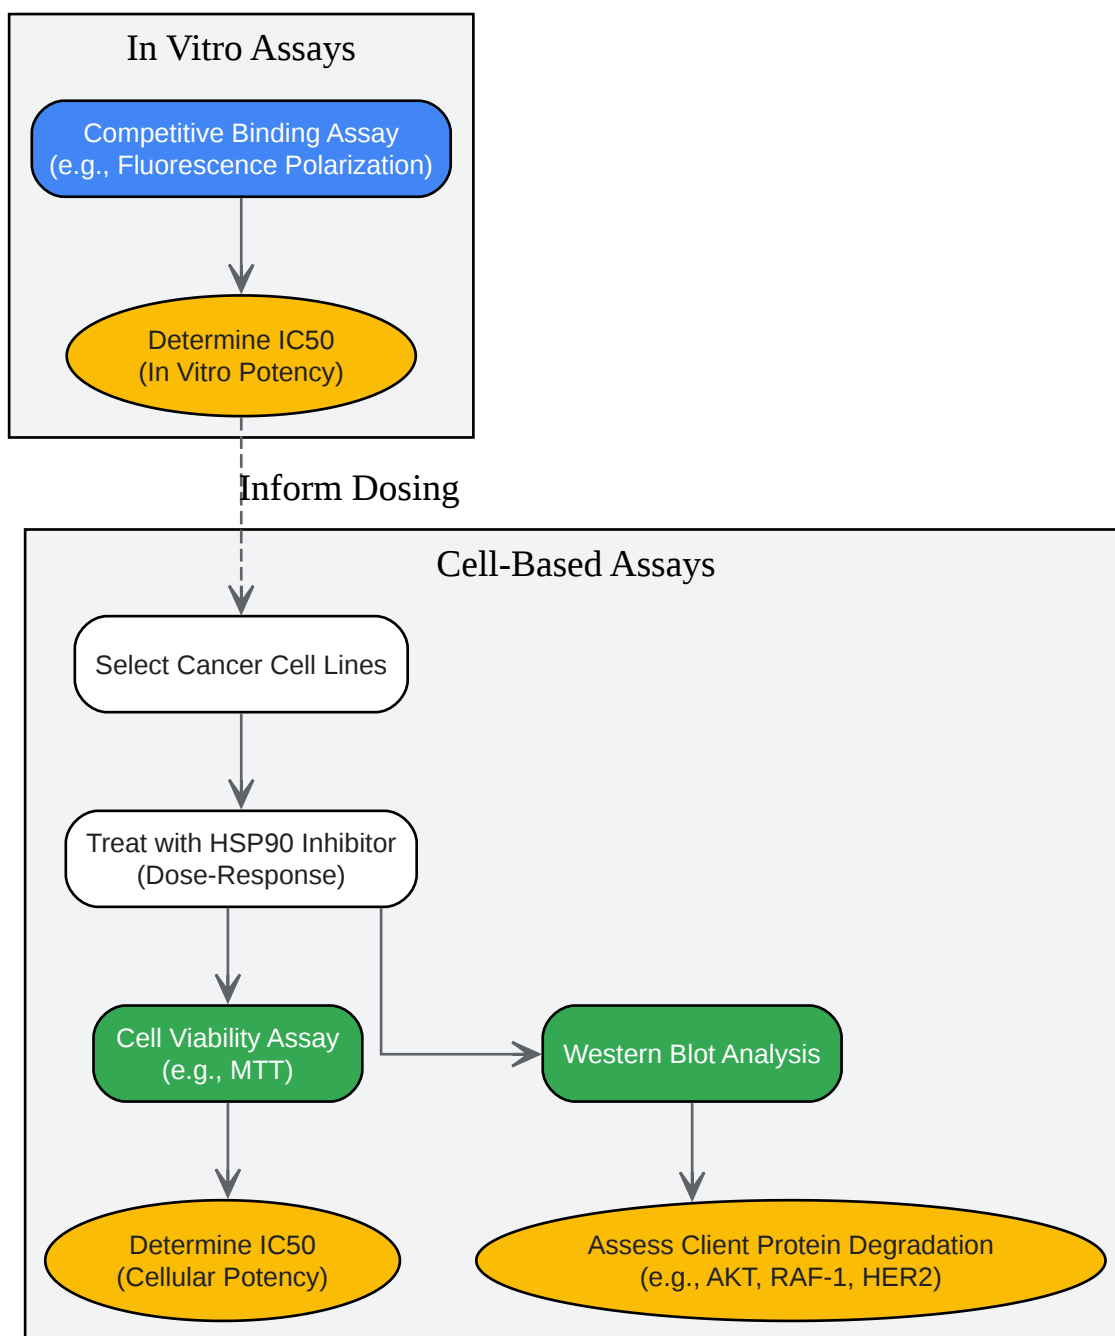 In Vitro Assays
Competitive Binding Assay
(e.g., Fluorescence Polarization)
Determine IC50
(In Vitro Potency)
Inform Dosing
Cell-Based Assays
Select Cancer Cell Lines
Treat with HSP90 Inhibitor
(Dose-Response)
Cell Viability Assay
(e.g., MTT)
Western Blot Analysis
Determine IC50
(Cellular Potency)
Assess Client Protein Degradation
(e.g., AKT, RAF-1, HER2)